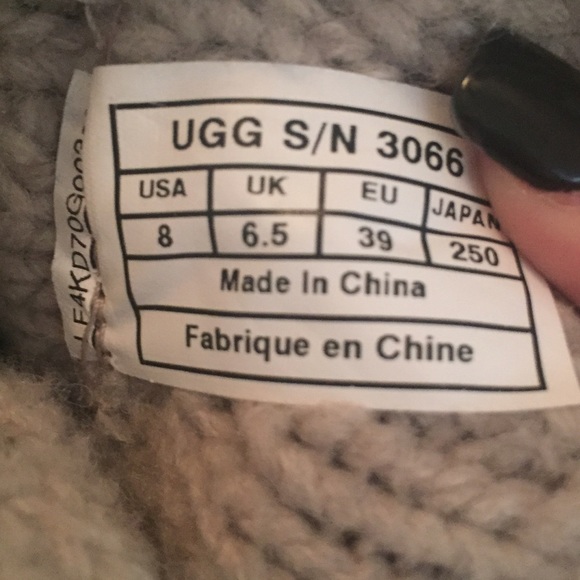 UGG S/N 3066
USA UK EU JAPAN
8 6.5 39 250
Made In China
Fabrique en Chine